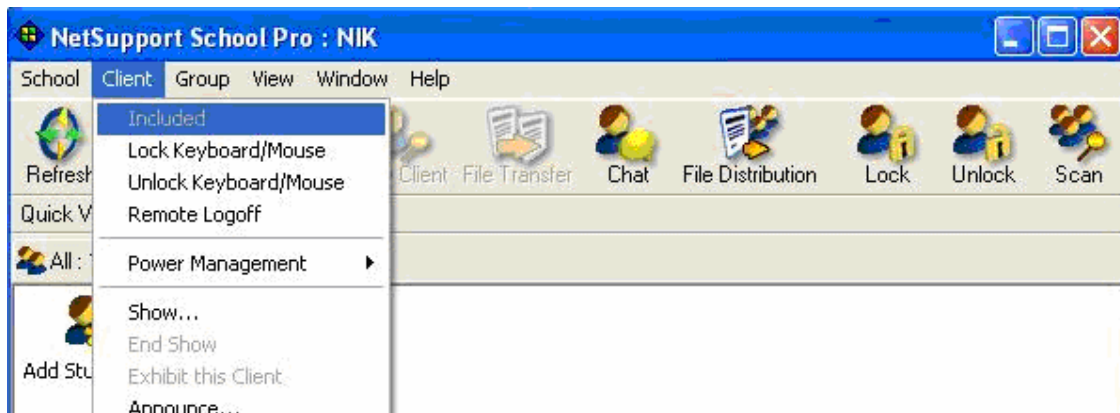 NetSupport School Pro : NIK
School Client Group View Window Help
Included
Lock Keyboard/Mouse
Unlock Keyboard/Mouse
Remote Logoff
Power Management
Show...
End Show
Exhibit this Client
Announce...
Refresh Client File Transfer Chat File Distribution Lock Unlock Scan
Quick V
All :
Add Stu